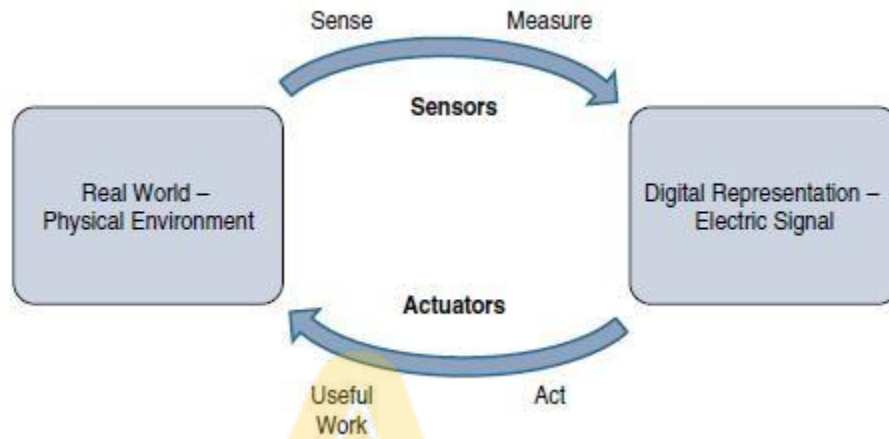 Sense
Measure
Sensors
Real World –
Physical Environment
Digital Representation –
Electric Signal
Actuators
Useful
Work
Act